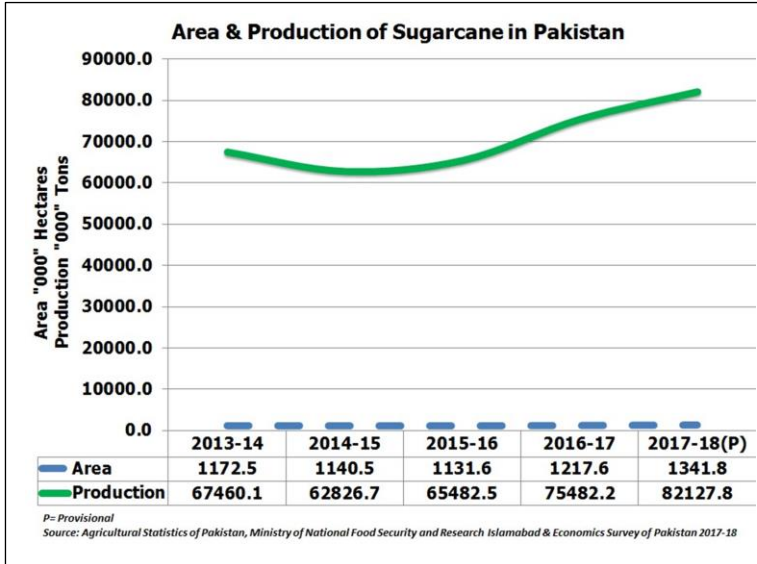 Area & Production of Sugarcane in Pakistan
Area "000" Hectares
Production "000" Tons
90000.0
80000.0
70000.0
60000.0
50000.0
40000.0
30000.0
20000.0
10000.0
0.0
2013-14 2014-15 2015-16 2016-17 2017-18(P)
Area 1172.5 1140.5 1131.6 1217.6 1341.8
Production 67460.1 62826.7 65482.5 75482.2 82127.8
P= Provisional
Source: Agricultural Statistics of Pakistan, Ministry of National Food Security and Research Islamabad & Economics Survey of Pakistan 2017-18